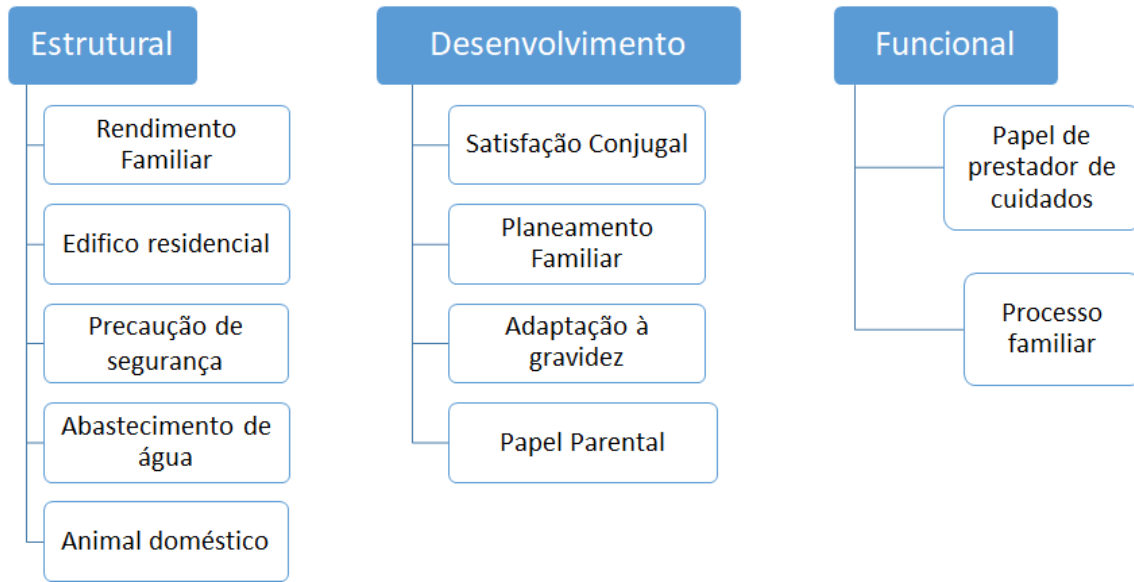 Estrutural
Rendimento
Familiar
Edifico residencial
Precaução de
segurança
Abastecimento de
água
Animal doméstico
Desenvolvimento
Satisfação Conjugal
Planeamento
Familiar
Adaptação à
gravidez
Papel Parental
Funcional
Papel de
prestador de
cuidados
Processo
familiar